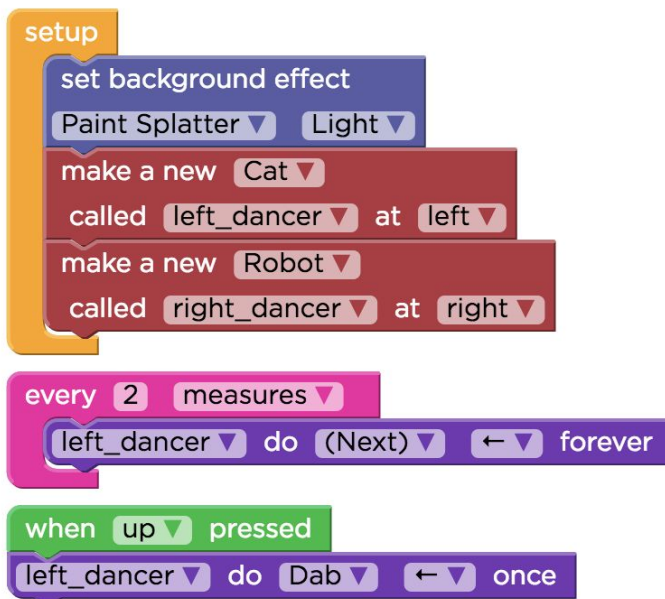 setup
set background effect
Paint Splatter ▼ Light ▼
make a new Cat ▼
called left_dancer ▼ at left ▼
make a new Robot ▼
called right_dancer ▼ at right ▼
every 2 measures ▼
left_dancer ▼ do (Next) ▼ ← ▼ forever
when up ▼ pressed
left_dancer ▼ do Dab ▼ ← ▼ once